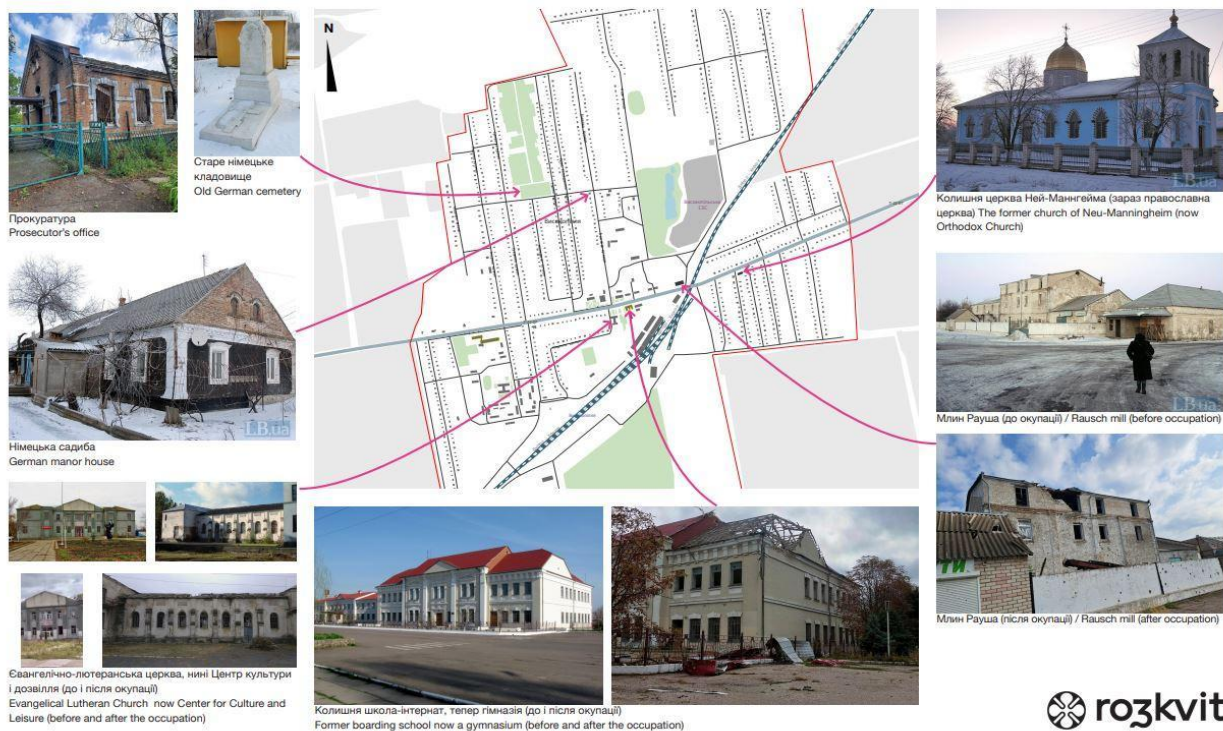 N
Старе німецьке
кладовище
Old German cemetery
Прокуратура
Prosecutor's office
Колишня церква Ней-Маннгейма (зараз православна
церква) The former church of Neu-Manningheim (now
Orthodox Church)
LB.ua
Німецька садиба
German manor house
LB.ua
Млин Рауша (до окупації) / Rausch mill (before occupation)
LB.ua
ТИ
Млин Рауша (після окупації) / Rausch mill (after occupation)
Євангелічно-лютеранська церква, нині Центр культури
і дозвілля (до і після окупації)
Evangelical Lutheran Church now Center for Culture and
Leisure (before and after the occupation)
Колишня школа-інтернат, тепер гімназія (до і після окупації)
Former boarding school now a gymnasium (before and after the occupation)
ro3kvit